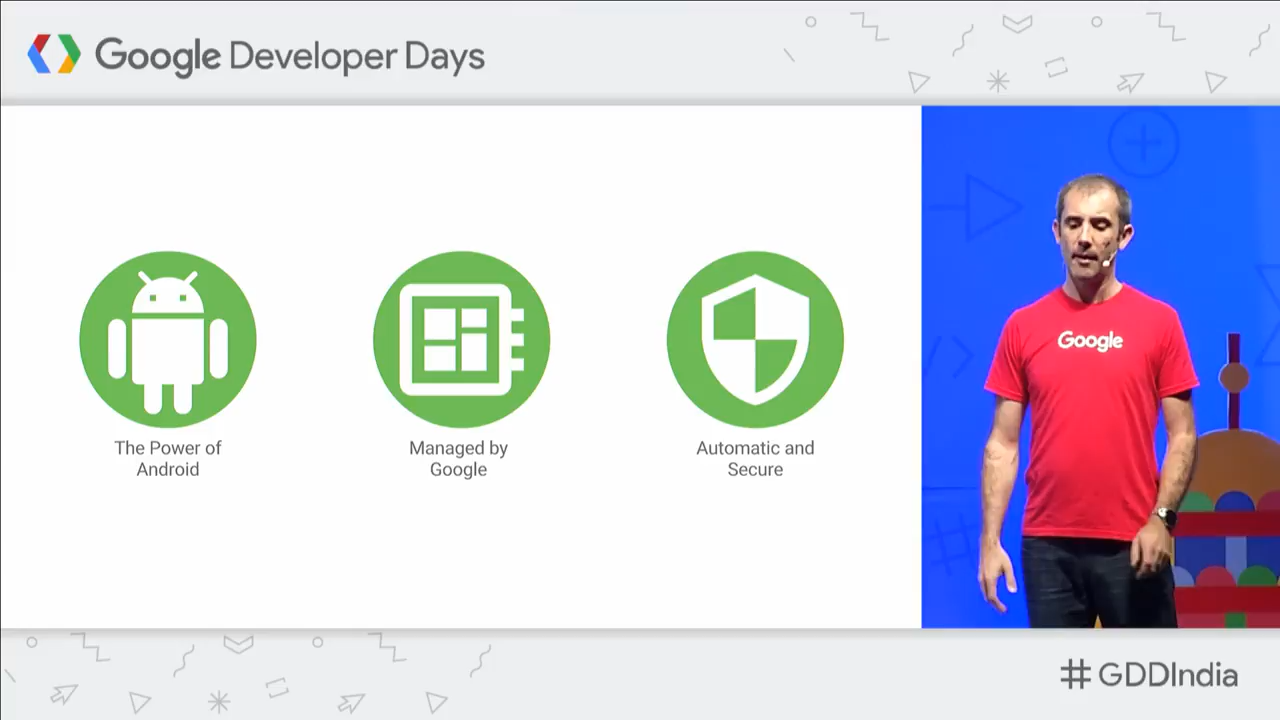 Google Developer Days
The Power of
Android
Managed by
Google
Automatic and
Secure
Google
#GDDIndia